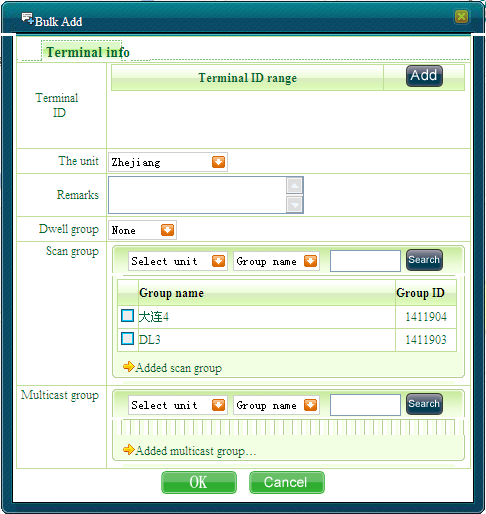 Bulk Add
Terminal info
Terminal ID
Terminal ID range
Add
The unit
Zhejiang
Remarks
Dwell group
None
Scan group
Select unit
Group name
Search
Group name
Group ID
大连4
1411904
DL3
1411903
Added scan group
Multicast group
Select unit
Group name
Search
Added multicast group…
OK
Cancel